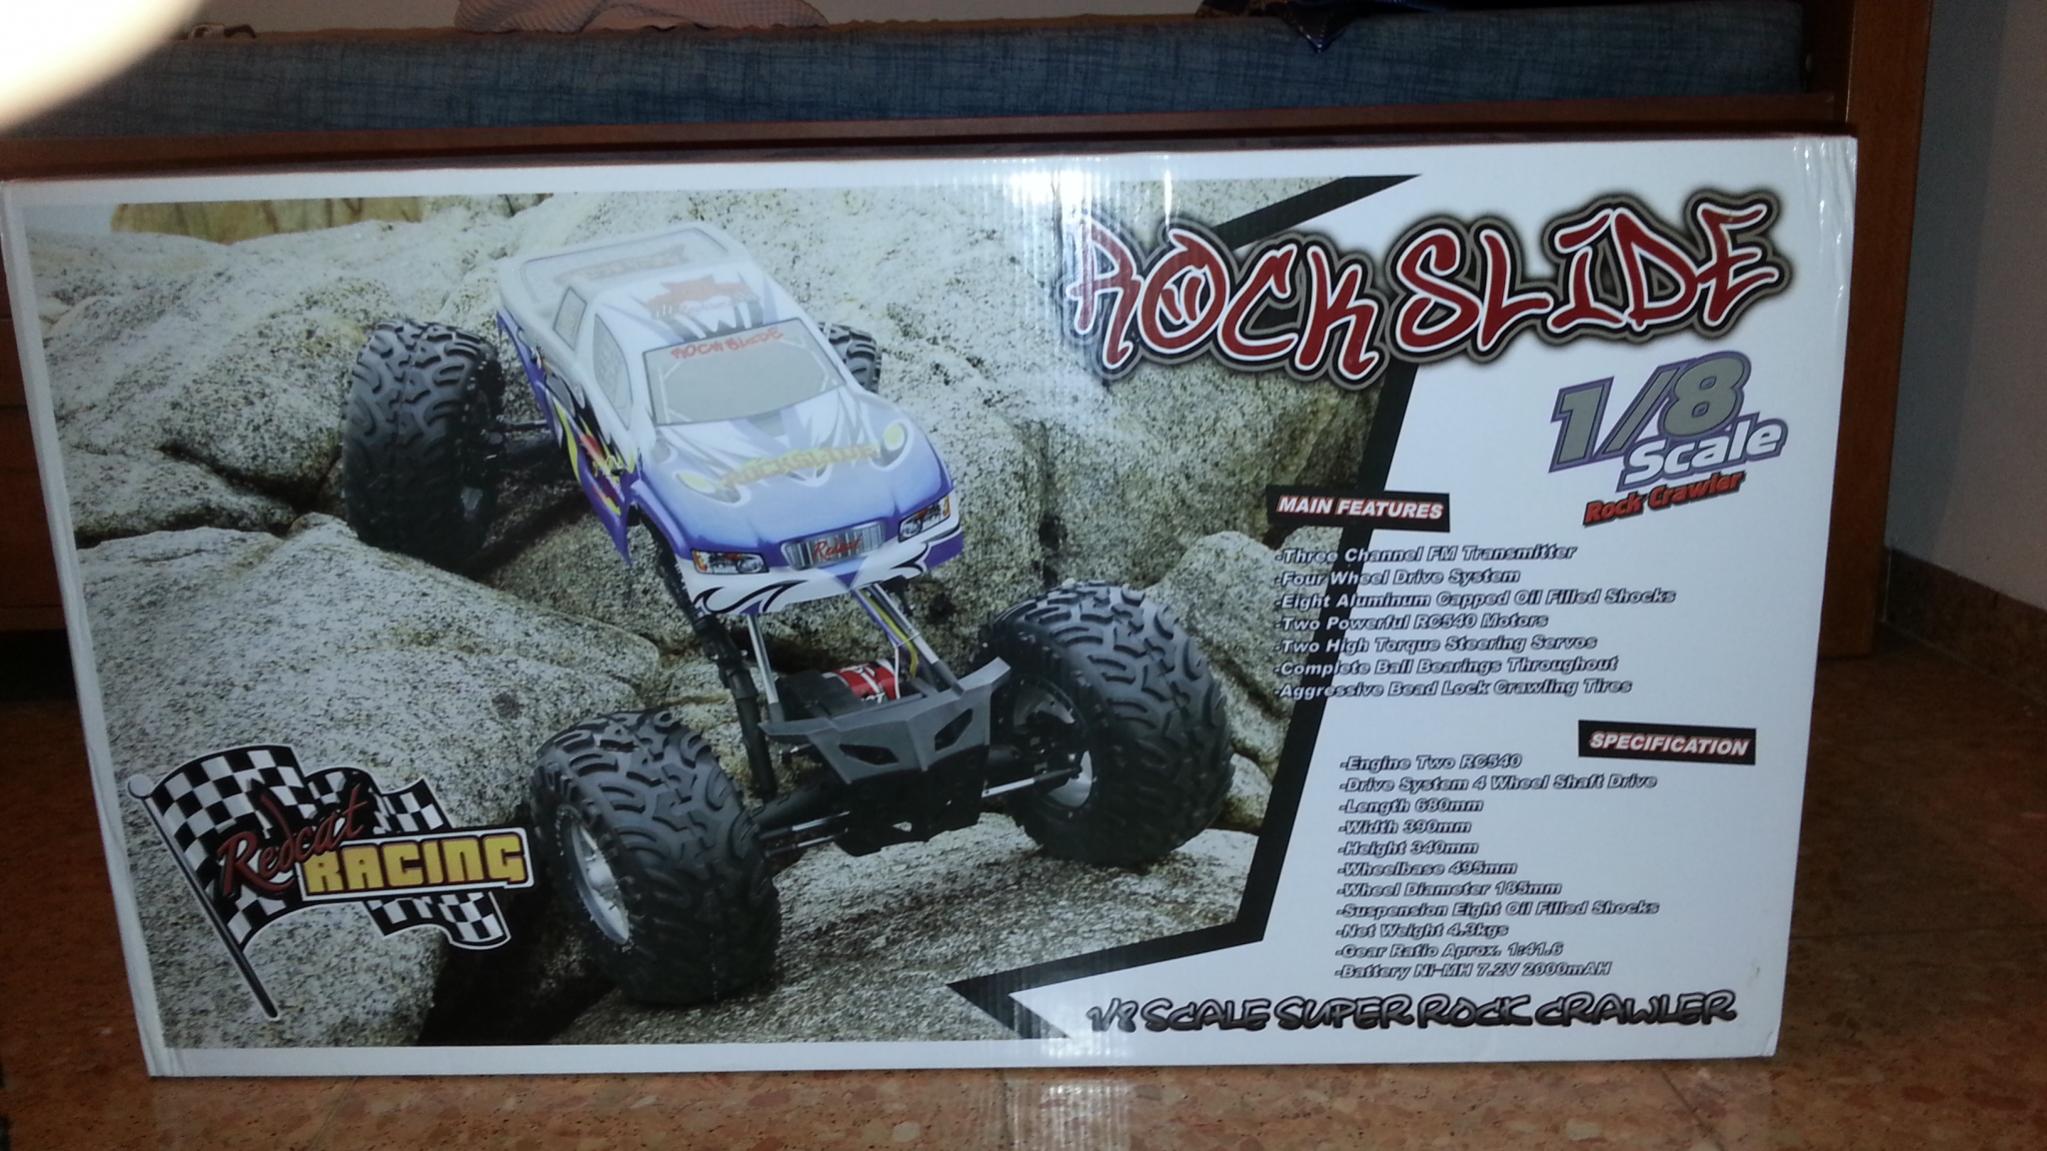 ROCK SLIDE
1/8
Scale
Rock Crawler
ROCK SLIDE
ROCKSLIDE
Redcat
MAIN FEATURES
-Three Channel FM Transmitter
-Four Wheel Drive System
-Eight Aluminum Capped Oil Filled Shocks
-Two Powerful RC540 Motors
-Two High Torque Steering Servos
-Complete Ball Bearings Throughout
-Aggressive Bead Lock Crawling Tires
SPECIFICATION
-Engine Two RC540
-Drive System 4 Wheel Shaft Drive
-Length 680mm
-Width 390mm
-Height 340mm
-Wheelbase 495mm
-Wheel Diameter 185mm
-Suspension Eight Oil Filled Shocks
-Net Weight 4.3kgs
-Gear Ratio Aprox. 1:41.6
-Battery Ni-MH 7.2V 2000mAH
Redcat
RACING
1/8 SCALE SUPER ROCK CRAWLER